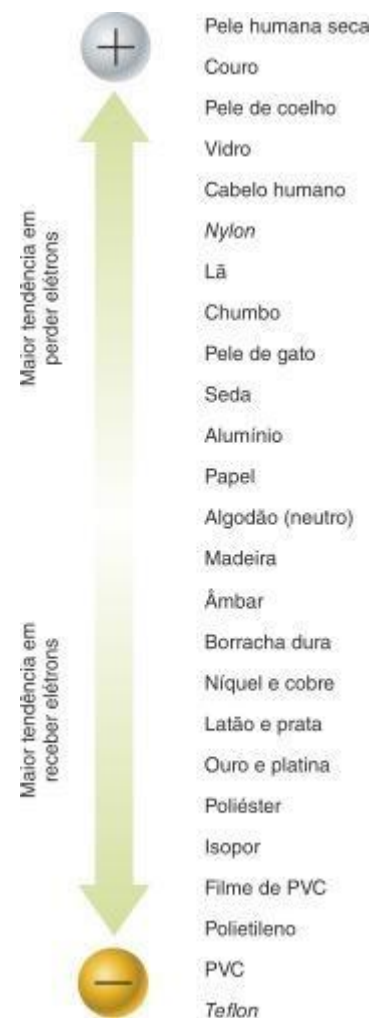 +
Pele humana seca
Couro
Pele de coelho
Vidro
Cabelo humano
Nylon
Lã
Chumbo
Pele de gato
Seda
Alumínio
Papel
Algodão (neutro)
Madeira
Âmbar
Borracha dura
Níquel e cobre
Latão e prata
Ouro e platina
Poliéster
Isopor
Filme de PVC
Polietileno
PVC
Teflon
Maior tendência em
perder elétrons
Maior tendência em
receber elétrons
−